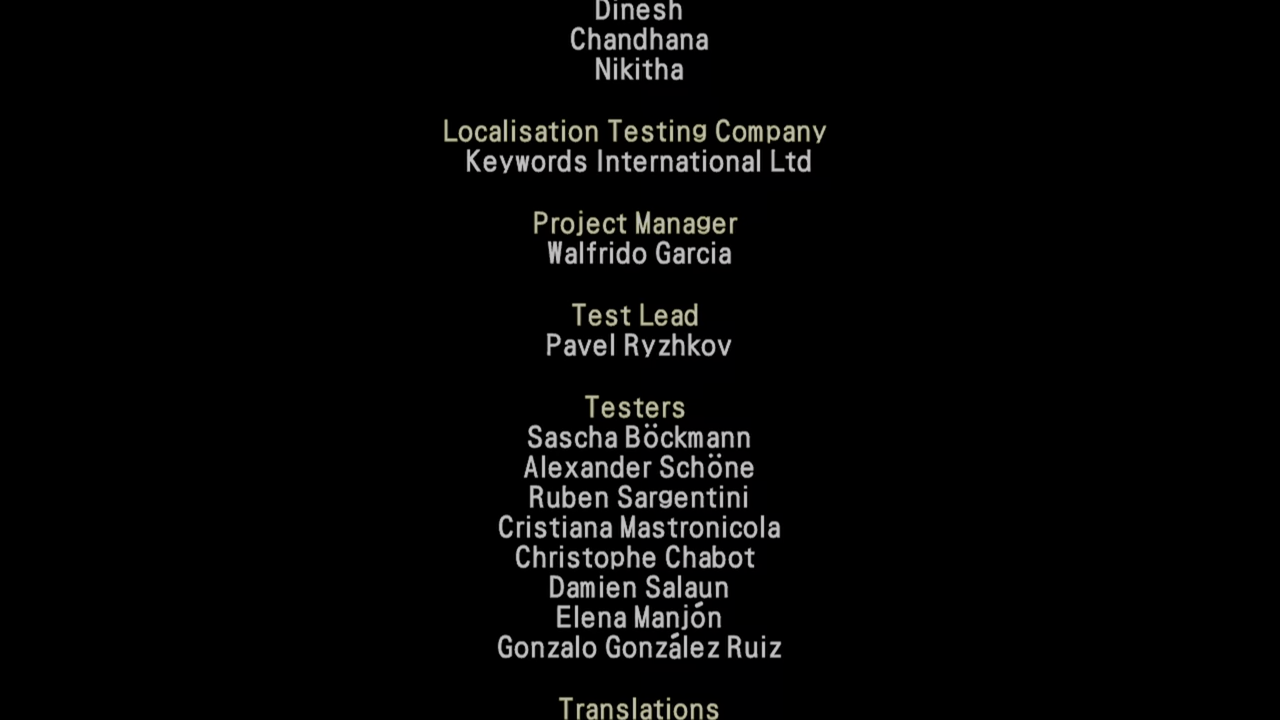 Dinesh
Chandhana
Nikitha
Localisation Testing Company
Keywords International Ltd
Project Manager
Walfrido Garcia
Test Lead
Pavel Ryzhkov
Testers
Sascha Böckmann
Alexander Schöne
Ruben Sargentini
Cristiana Mastronicola
Christophe Chabot
Damien Salaun
Elena Manjón
Gonzalo González Ruiz
Translations